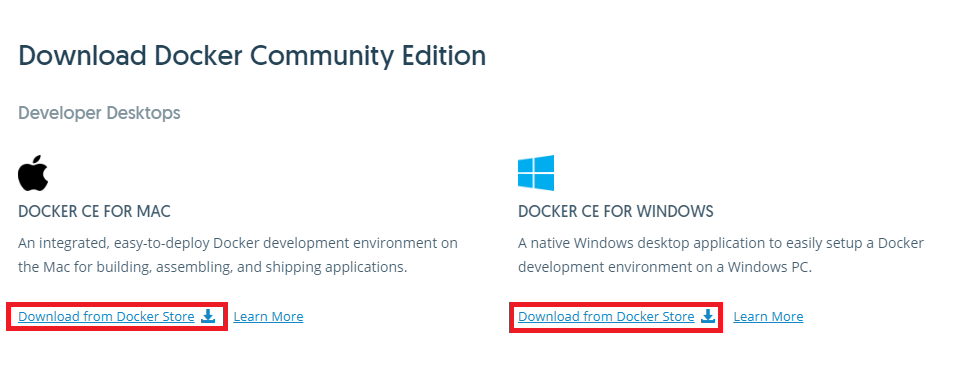 Download Docker Community Edition
Developer Desktops
DOCKER CE FOR MAC
An integrated, easy-to-deploy Docker development environment on
the Mac for building, assembling, and shipping applications.
Download from Docker Store
Learn More
DOCKER CE FOR WINDOWS
A native Windows desktop application to easily setup a Docker
development environment on a Windows PC.
Download from Docker Store
Learn More